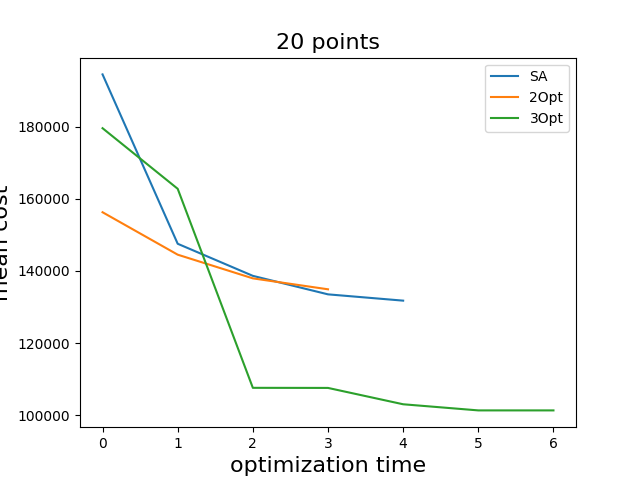 20 points
SA
2Opt
3Opt
180000
160000
140000
120000
100000
mean cost
0 1 2 3 4 5 6
optimization time